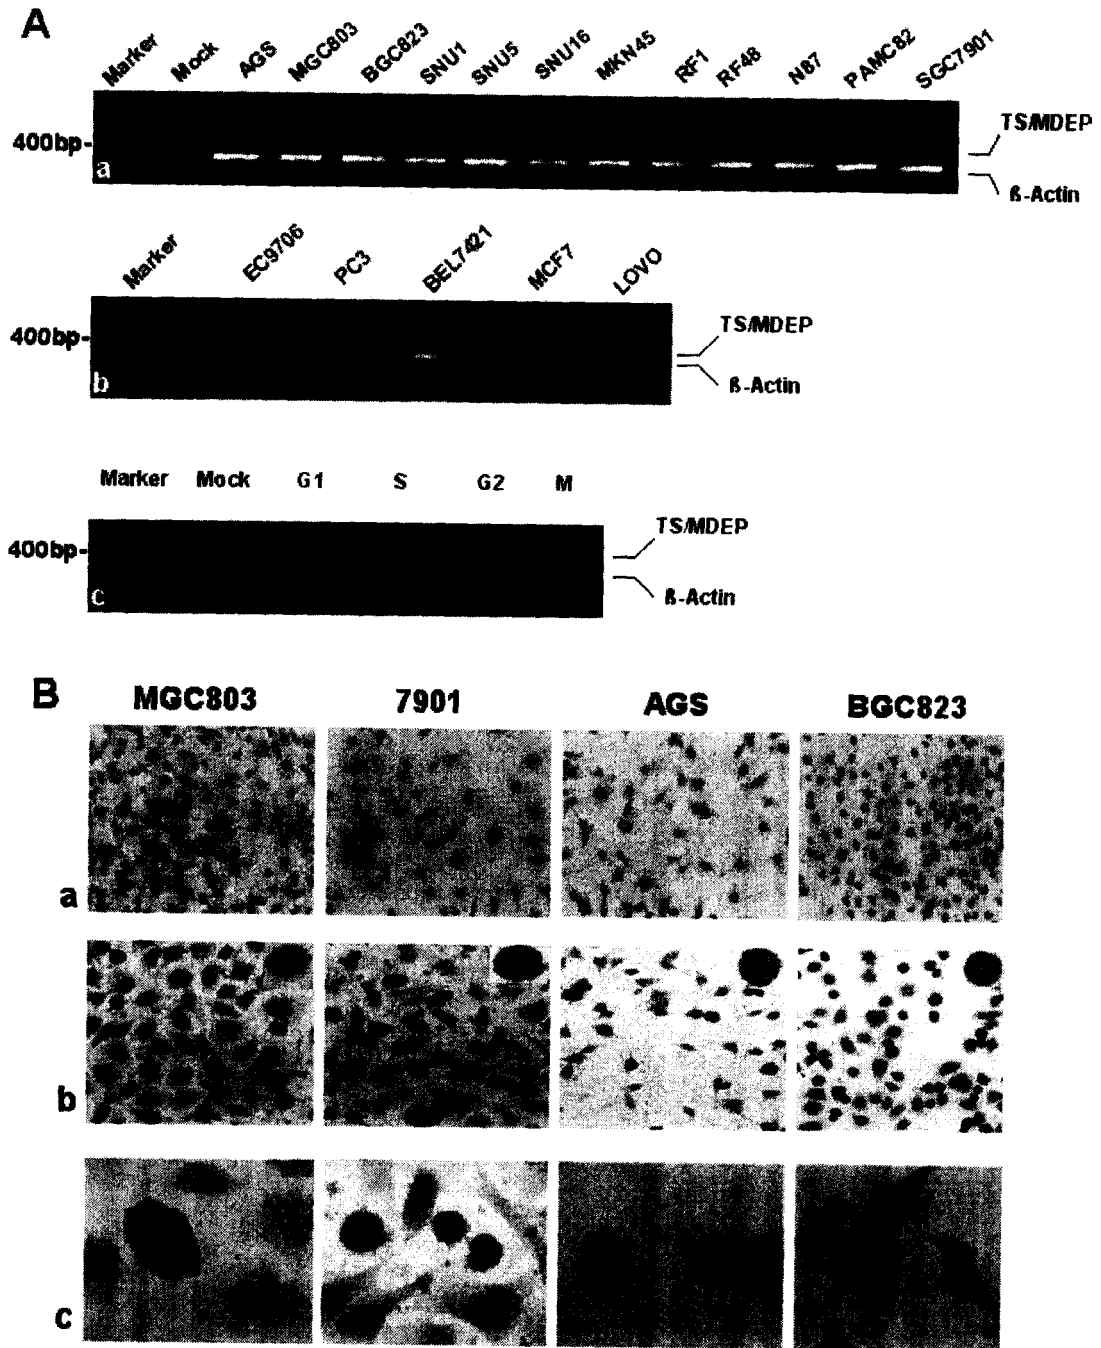 A
Marker Mock AGS MGC803 BGC823 SNU1 SNU5 SNU16 MKN45 RF1 RF48 N87 PAMC82 SGC7901
400bp-
TS/MDEP
ß-Actin
a
Marker EC9706 PC3 BEL7421 MCF7 LOVO
400bp-
TS/MDEP
ß-Actin
b
Marker Mock G1 S G2 M
400bp-
TS/MDEP
ß-Actin
c
B
MGC803 7901 AGS BGC823
a
b
c